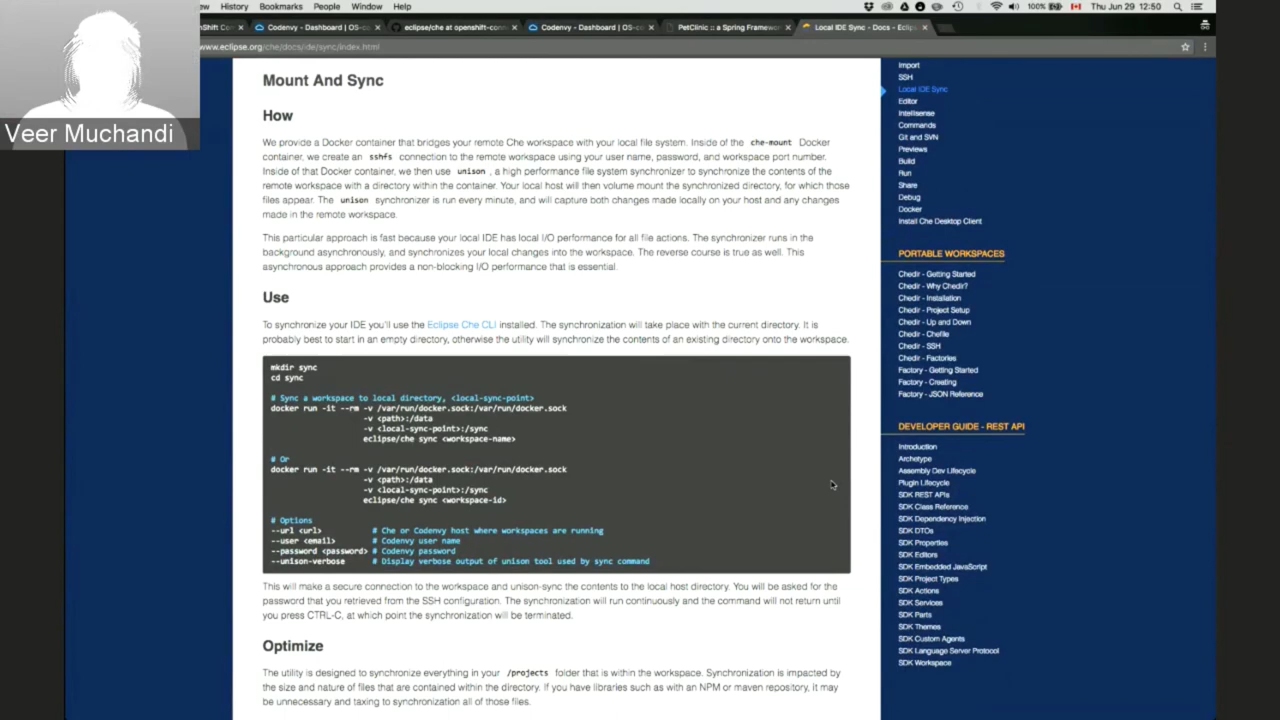 History Bookmarks People Window Help
100% Thu Jun 29 12:50
Codenvy - Dashboard | OS-c
eclipse/che at openshift-conn
Codenvy - Dashboard | OS-c
PetClinic :: a Spring Framew
Local IDE Sync - Docs - Eclips
www.eclipse.org/che/docs/ide/sync/index.html
Veer Muchandi
Mount And Sync
How
We provide a Docker container that bridges your remote Che workspace with your local file system. Inside of the che-mount Docker
container, we create an sshfs connection to the remote workspace using your user name, password, and workspace port number.
Inside of that Docker container, we then use unison , a high performance file system synchronizer to synchronize the contents of the
remote workspace with a directory within the container. Your local host will then volume mount the synchronized directory, for which those
files appear. The unison synchronizer is run every minute, and will capture both changes made locally on your host and any changes
made in the remote workspace.
This particular approach is fast because your local IDE has local I/O performance for all file actions. The synchronizer runs in the
background asynchronously, and synchronizes your local changes into the workspace. The reverse course is true as well. This
asynchronous approach provides a non-blocking I/O performance that is essential.
Use
To synchronize your IDE you'll use the Eclipse Che CLI installed. The synchronization will take place with the current directory. It is
probably best to start in an empty directory, otherwise the utility will synchronize the contents of an existing directory onto the workspace.
mkdir sync
cd sync
# Sync a workspace to local directory, <local-sync-point>
docker run -it --rm -v /var/run/docker.sock:/var/run/docker.sock
-v <path>:/data
-v <local-sync-point>:/sync
eclipse/che sync <workspace-name>
# Or
docker run -it --rm -v /var/run/docker.sock:/var/run/docker.sock
-v <path>:/data
-v <local-sync-point>:/sync
eclipse/che sync <workspace-id>
# Options
--url <url> # Che or Codenvy host where workspaces are running
--user <email> # Codenvy user name
--password <password> # Codenvy password
--unison-verbose # Display verbose output of unison tool used by sync command
This will make a secure connection to the workspace and unison-sync the contents to the local host directory. You will be asked for the
password that you retrieved from the SSH configuration. The synchronization will run continuously and the command will not return until
you press CTRL-C, at which point the synchronization will be terminated.
Optimize
The utility is designed to synchronize everything in your /projects folder that is within the workspace. Synchronization is impacted by
the size and nature of files that are contained within the directory. If you have libraries such as with an NPM or maven repository, it may
be unnecessary and taxing to synchronization all of those files.
Import
SSH
Local IDE Sync
Editor
Intellisense
Commands
Git and SVN
Previews
Build
Run
Share
Debug
Docker
Install Che Desktop Client
PORTABLE WORKSPACES
Chedir - Getting Started
Chedir - Why Chedir?
Chedir - Installation
Chedir - Project Setup
Chedir - Up and Down
Chedir - Chefile
Chedir - SSH
Chedir - Factories
Factory - Getting Started
Factory - Creating
Factory - JSON Reference
DEVELOPER GUIDE - REST API
Introduction
Archetype
Assembly Dev Lifecycle
Plugin Lifecycle
SDK REST APIs
SDK Class Reference
SDK Dependency Injection
SDK DTOs
SDK Properties
SDK Editors
SDK Embedded JavaScript
SDK Project Types
SDK Actions
SDK Services
SDK Parts
SDK Themes
SDK Custom Agents
SDK Language Server Protocol
SDK Workspace